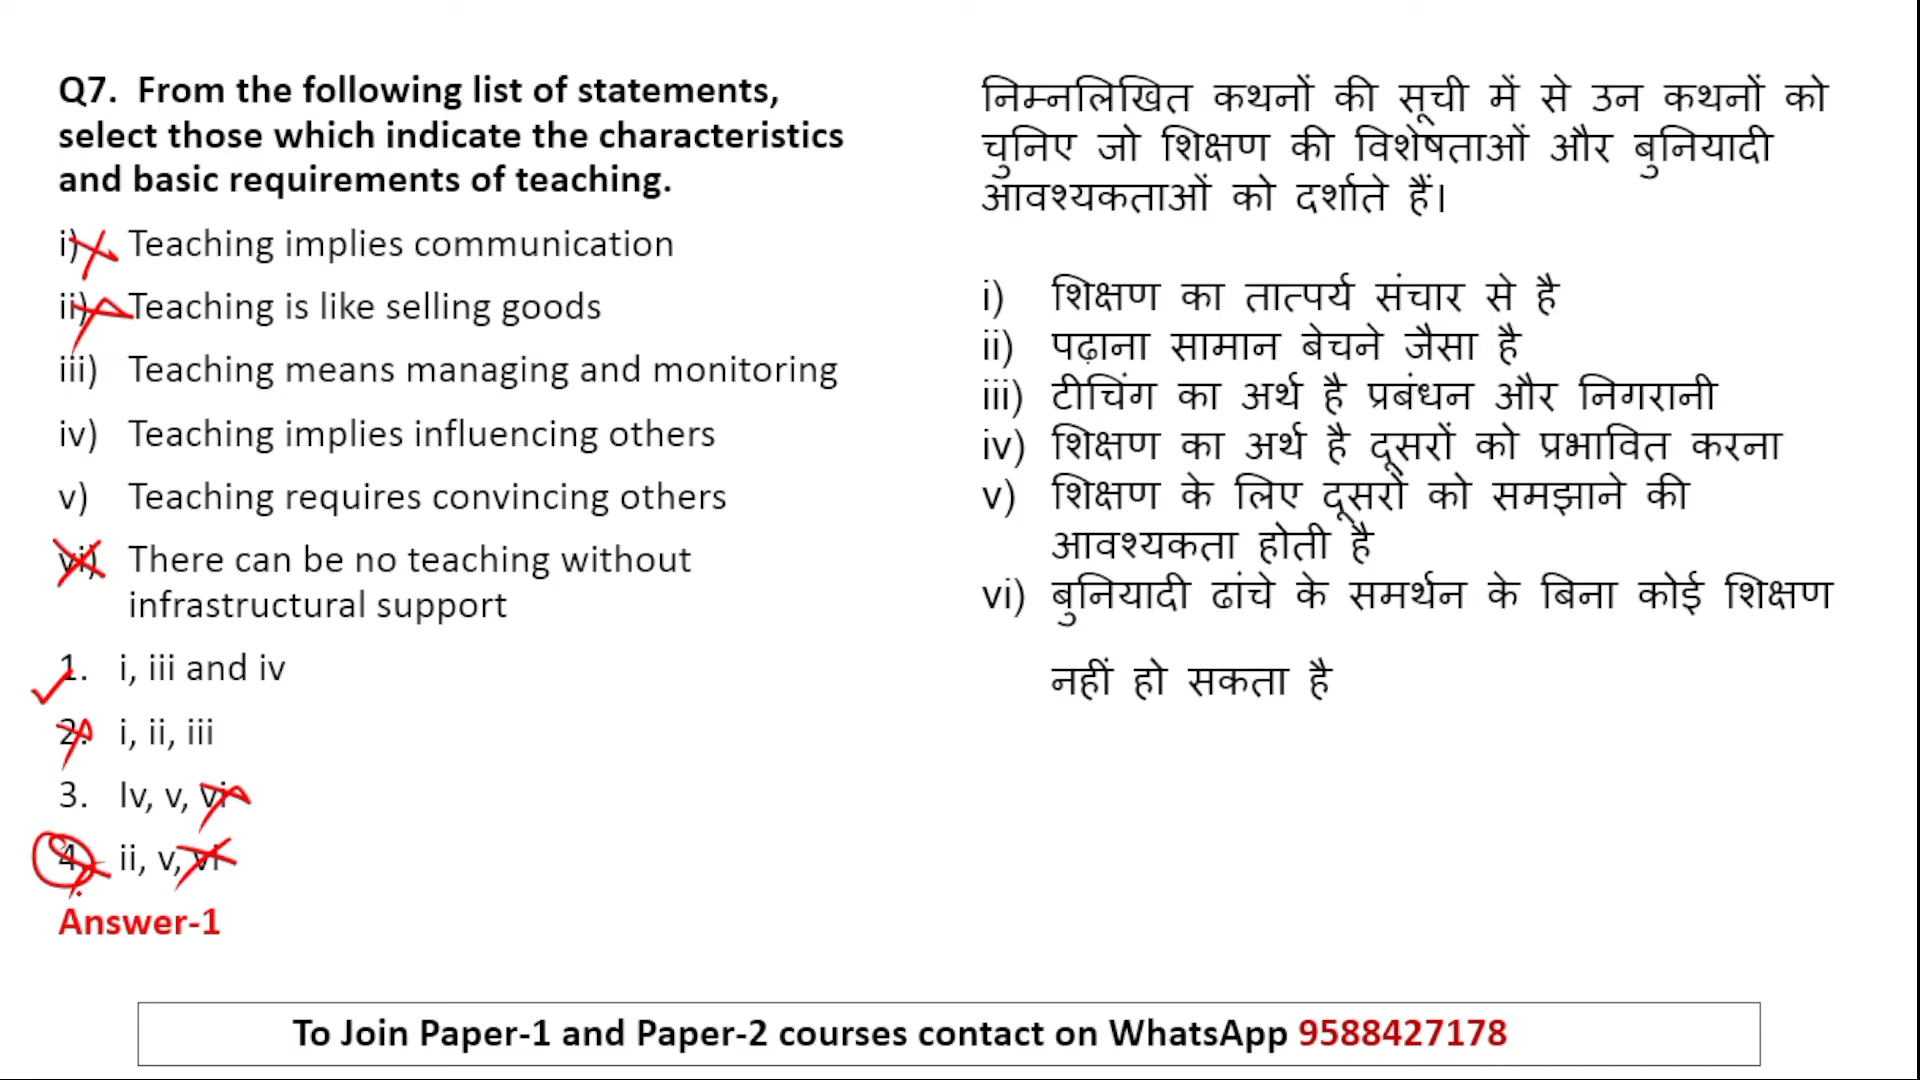 Q7. From the following list of statements,
select those which indicate the characteristics
and basic requirements of teaching.
i) Teaching implies communication
ii) Teaching is like selling goods
iii) Teaching means managing and monitoring
iv) Teaching implies influencing others
v) Teaching requires convincing others
vi) There can be no teaching without
infrastructural support
1. i, iii and iv
2. i, ii, iii
3. Iv, v, vi
4. ii, v, vi
Answer-1
निम्नलिखित कथनों की सूची में से उन कथनों को
चुनिए जो शिक्षण की विशेषताओं और बुनियादी
आवश्यकताओं को दर्शाते हैं।
i) शिक्षण का तात्पर्य संचार से है
ii) पढ़ाना सामान बेचने जैसा है
iii) टीचिंग का अर्थ है प्रबंधन और निगरानी
iv) शिक्षण का अर्थ है दूसरों को प्रभावित करना
v) शिक्षण के लिए दूसरों को समझाने की
आवश्यकता होती है
vi) बुनियादी ढांचे के समर्थन के बिना कोई शिक्षण
नहीं हो सकता है
To Join Paper-1 and Paper-2 courses contact on WhatsApp 9588427178